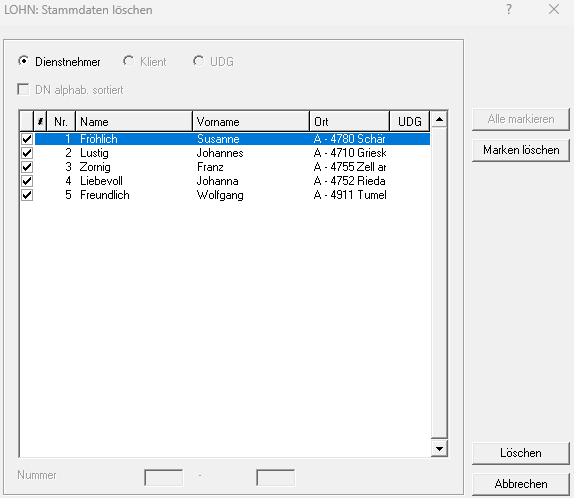 LOHN: Stammdaten löschen ?
Dienstnehmer Klient UDG
DN alphab. sortiert
# Nr. Name Vorname Ort UDG
1 Fröhlich Susanne A - 4780 Schär
2 Lustig Johannes A - 4710 Griesk
3 Zornig Franz A - 4755 Zell ar
4 Liebevoll Johanna A - 4752 Rieda
5 Freundlich Wolfgang A - 4911 Tumel
Alle markieren
Marken löschen
Löschen
Nummer -
Abbrechen